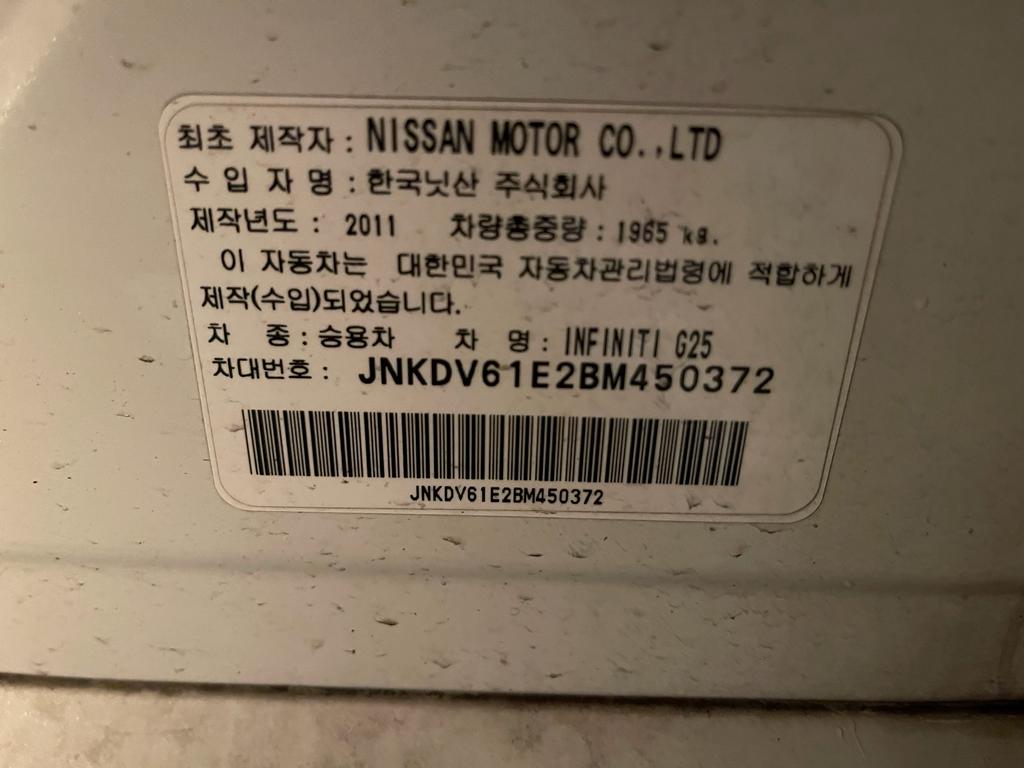 최초 제작자 : NISSAN MOTOR CO.,LTD
수 입 자 명 : 한국닛산 주식회사
제작년도 : 2011 차량총중량 : 1965 kg.
이 자동차는 대한민국 자동차관리법령에 적합하게
제작(수입)되었습니다.
차 종 : 승용차 차 명 : INFINITI G25
차대번호 : JNKDV61E2BM450372
JNKDV61E2BM450372